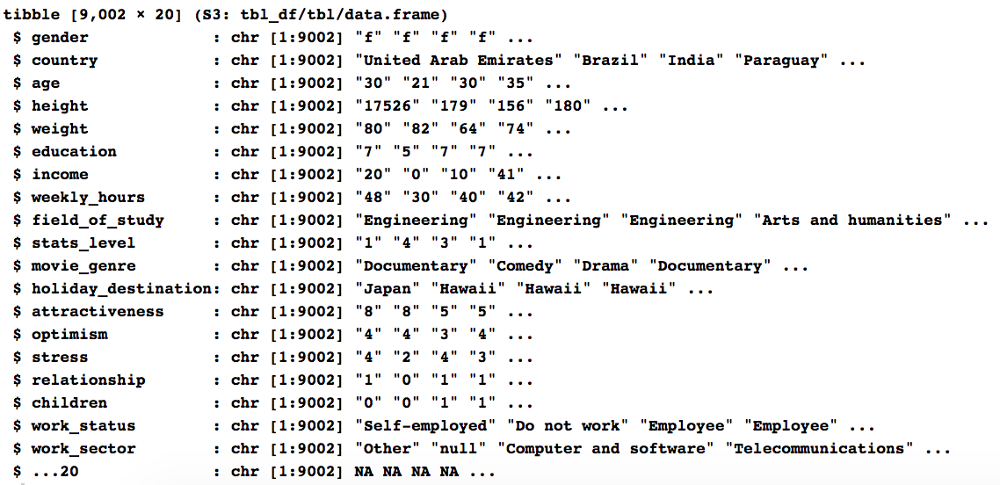 tibble [9,002 × 20] (S3: tbl_df/tbl/data.frame)
$ gender : chr [1:9002] "f" "f" "f" "f" ...
$ country : chr [1:9002] "United Arab Emirates" "Brazil" "India" "Paraguay" ...
$ age : chr [1:9002] "30" "21" "30" "35" ...
$ height : chr [1:9002] "17526" "179" "156" "180" ...
$ weight : chr [1:9002] "80" "82" "64" "74" ...
$ education : chr [1:9002] "7" "5" "7" "7" ...
$ income : chr [1:9002] "20" "0" "10" "41" ...
$ weekly_hours : chr [1:9002] "48" "30" "40" "42" ...
$ field_of_study : chr [1:9002] "Engineering" "Engineering" "Engineering" "Arts and humanities" ...
$ stats_level : chr [1:9002] "1" "4" "3" "1" ...
$ movie_genre : chr [1:9002] "Documentary" "Comedy" "Drama" "Documentary" ...
$ holiday_destination: chr [1:9002] "Japan" "Hawaii" "Hawaii" "Hawaii" ...
$ attractiveness : chr [1:9002] "8" "8" "5" "5" ...
$ optimism : chr [1:9002] "4" "4" "3" "4" ...
$ stress : chr [1:9002] "4" "2" "4" "3" ...
$ relationship : chr [1:9002] "1" "0" "1" "1" ...
$ children : chr [1:9002] "0" "0" "1" "1" ...
$ work_status : chr [1:9002] "Self-employed" "Do not work" "Employee" "Employee" ...
$ work_sector : chr [1:9002] "Other" "null" "Computer and software" "Telecommunications" ...
$ ...20 : chr [1:9002] NA NA NA NA ...